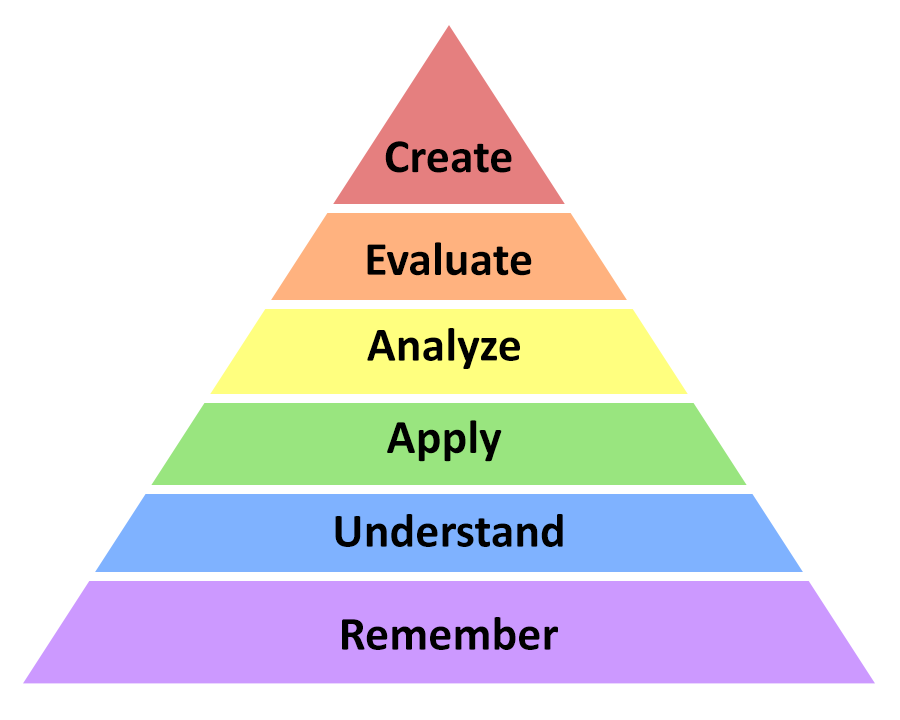 Create
Evaluate
Analyze
Apply
Understand
Remember